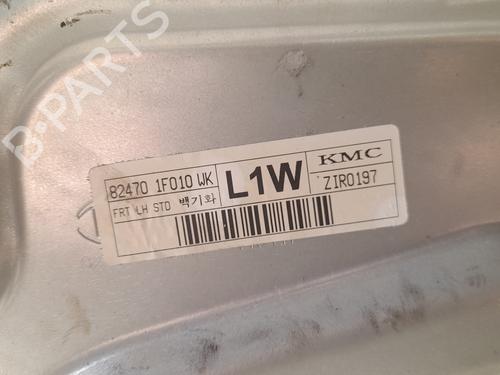 B·PARTS
82470 1F010 WK
L1W
KMC
FRT LH STD 백기화
ZIR0197